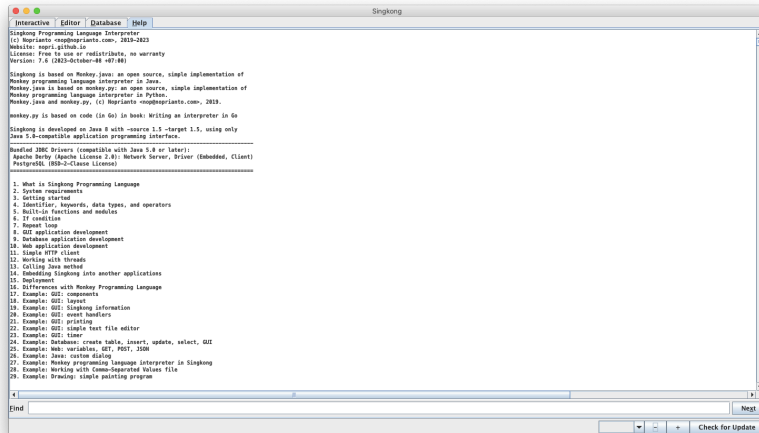 Singkong
Interactive Editor Database Help
Singkong Programming Language Interpreter
(c) Noprianto <nop@noprianto.com>, 2019-2023
Website: nopri.github.io
License: Free to use or redistribute, no warranty
Version: 7.6 (2023-October-08 +07:00)
Singkong is based on Monkey.java: an open source, simple implementation of
Monkey programming language interpreter in Java.
Monkey.java is based on monkey.py: an open source, simple implementation of
Monkey programming language interpreter in Python.
Monkey.java and monkey.py, (c) Noprianto <nop@noprianto.com>, 2019.
monkey.py is based on code (in Go) in book: Writing an interpreter in Go
Singkong is developed on Java 8 with -source 1.5 -target 1.5, using only
Java 5.0-compatible application programming interface.
Bundled JDBC Drivers (compatible with Java 5.0 or later):
Apache Derby (Apache License 2.0): Network Server, Driver (Embedded, Client)
PostgreSQL (BSD-2-Clause License)
1. What is Singkong Programming Language
2. System requirements
3. Getting started
4. Identifier, keywords, data types, and operators
5. Built-in functions and modules
6. If condition
7. Repeat loop
8. GUI application development
9. Database application development
10. Web application development
11. Simple HTTP client
12. Working with threads
13. Calling Java method
14. Embedding Singkong into another applications
15. Deployment
16. Differences with Monkey Programming Language
17. Example: GUI: components
18. Example: GUI: layout
19. Example: GUI: Singkong information
20. Example: GUI: event handlers
21. Example: GUI: printing
22. Example: GUI: simple text file editor
23. Example: GUI: timer
24. Example: Database: create table, insert, update, select, GUI
25. Example: Web: variables, GET, POST, JSON
26. Example: Java: custom dialog
27. Example: Monkey programming language interpreter in Singkong
28. Example: Working with Comma-Separated Values file
29. Example: Drawing: simple painting program
Find Next
- + Check for Update